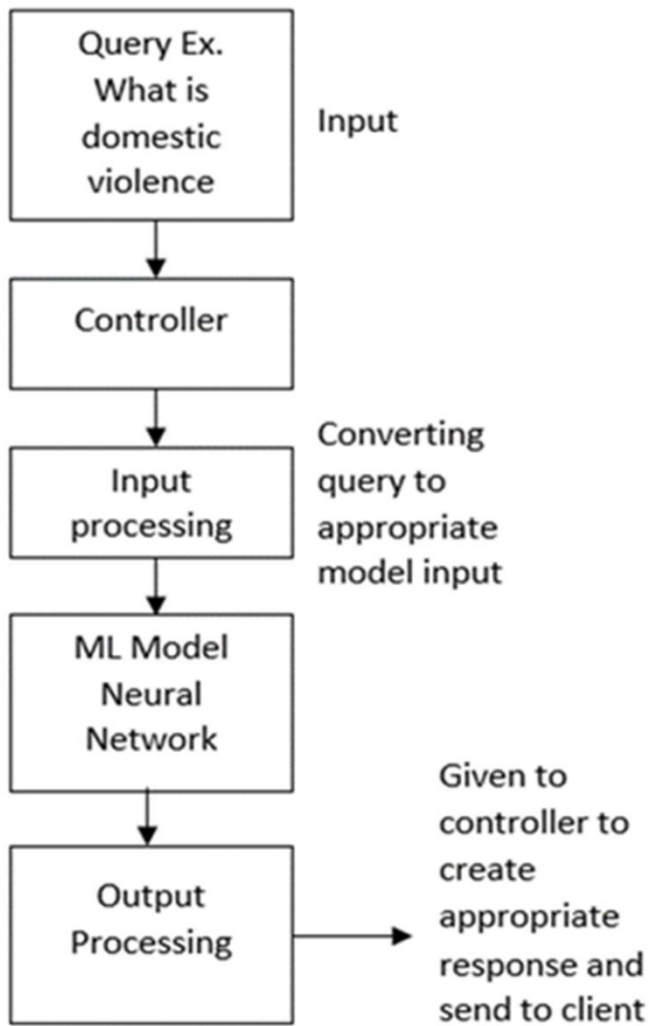 Query Ex.
What is
domestic
violence
Input
Controller
Input
processing
Converting
query to
appropriate
model input
ML Model
Neural
Network
Output
Processing
Given to
controller to
create
appropriate
response and
send to client